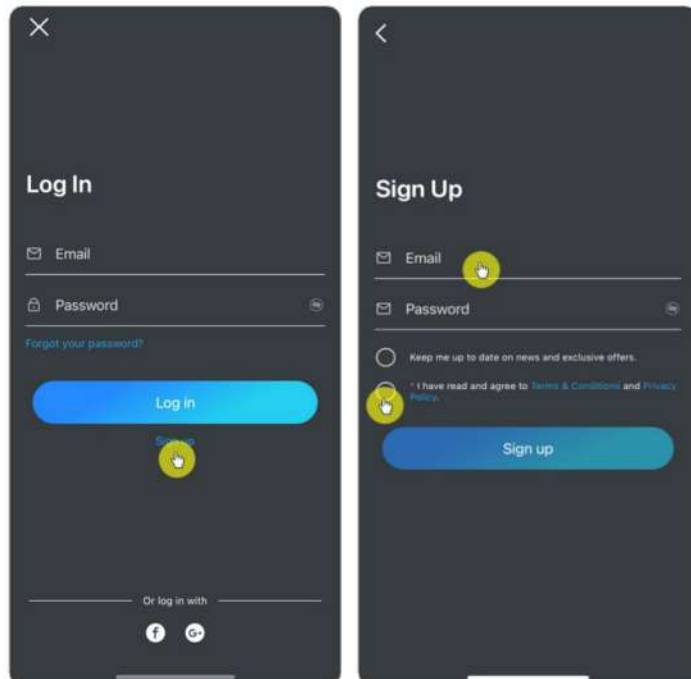 Log In
Email
Password
Forgot your password?
Log in
Sign up
Or log in with
f
G+
Sign Up
Email
Password
Keep me up to date on news and exclusive offers.
* I have read and agree to Terms & Conditions and Privacy
Policy.
Sign up